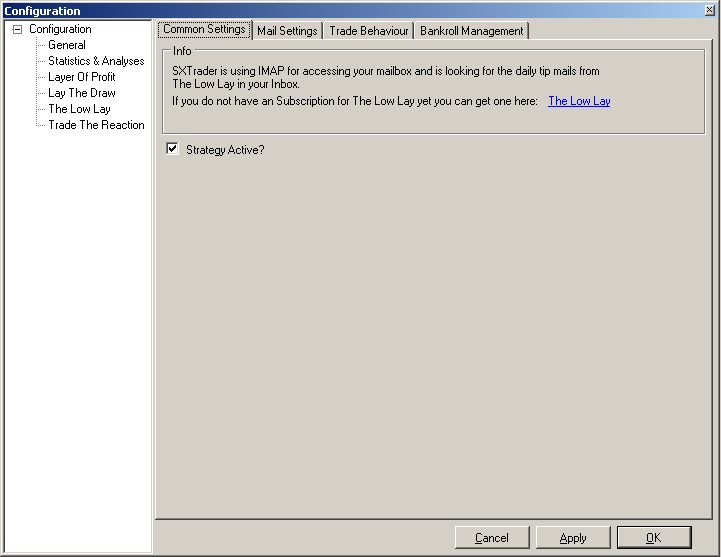 Configuration
Configuration
General
Statistics & Analyses
Layer Of Profit
Lay The Draw
The Low Lay
Trade The Reaction
Common Settings
Mail Settings
Trade Behaviour
Bankroll Management
Info
SXTrader is using IMAP for accessing your mailbox and is looking for the daily tip mails from
The Low Lay in your Inbox.
If you do not have an Subscription for The Low Lay yet you can get one here: The Low Lay
Strategy Active?
Cancel
Apply
OK